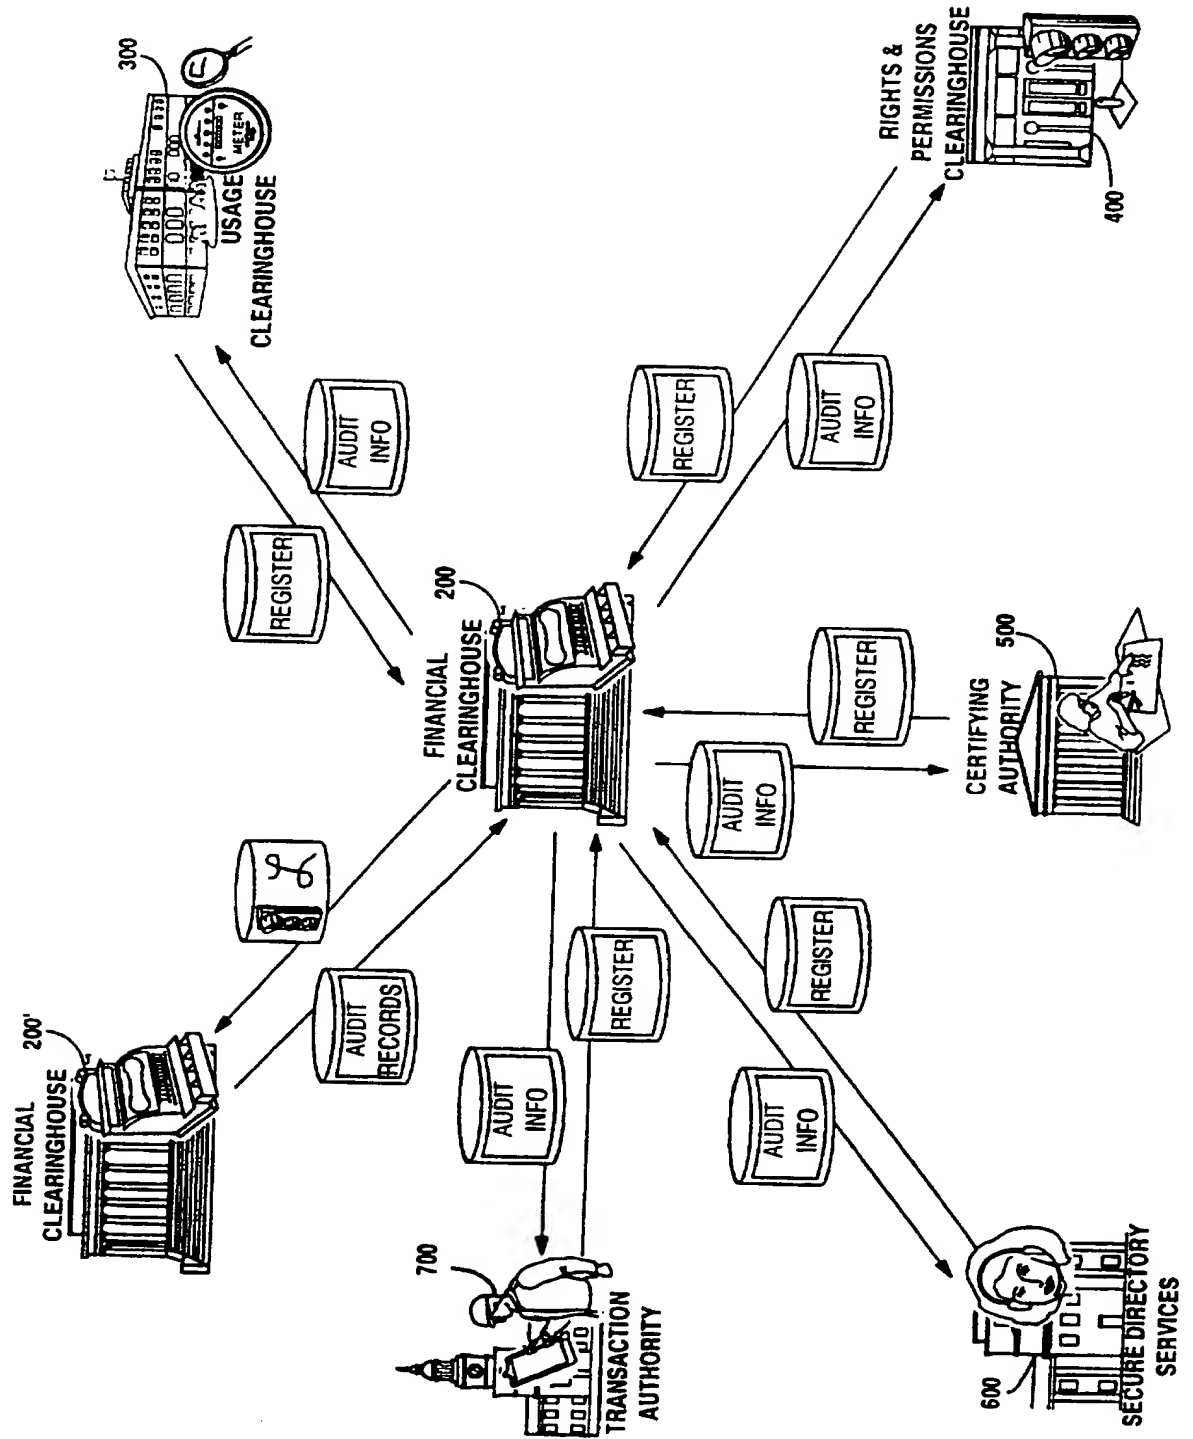 FINANCIAL
CLEARINGHOUSE
200'
AUDIT
RECORDS
300
METER
USAGE
CLEARINGHOUSE
REGISTER
AUDIT
INFO
FINANCIAL
CLEARINGHOUSE
200
700
TRANSACTION
AUTHORITY
AUDIT
INFO
REGISTER
REGISTER
AUDIT
INFO
RIGHTS &
PERMISSIONS
CLEARINGHOUSE
400
AUDIT
INFO
REGISTER
CERTIFYING
AUTHORITY
500
AUDIT
INFO
REGISTER
600
SECURE DIRECTORY
SERVICES